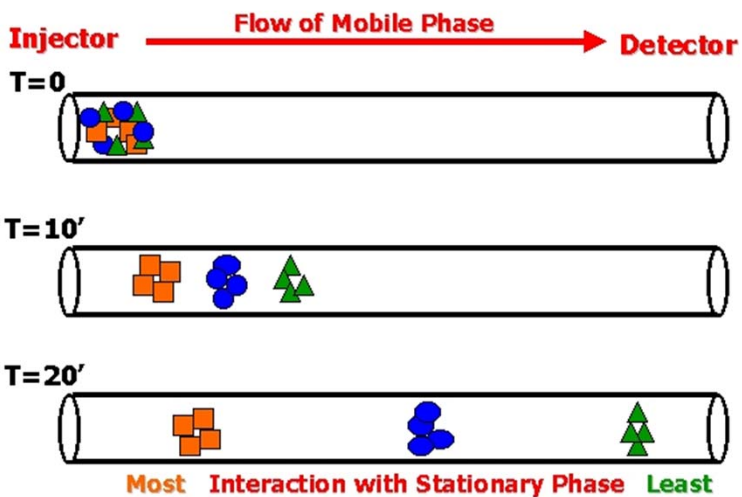 Flow of Mobile Phase
Injector
Detector
T=0
T=10′
T=20′
Most Interaction with Stationary Phase Least